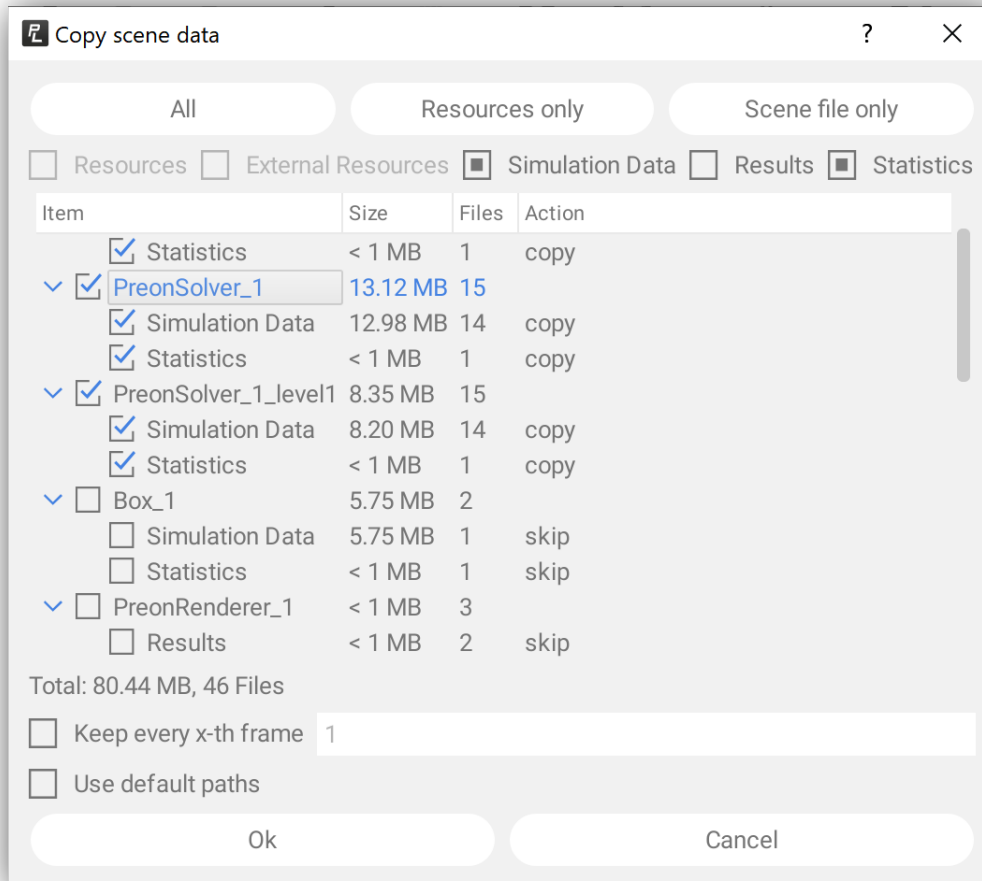 PL Copy scene data ?
All Resources only Scene file only
Resources External Resources Simulation Data Results Statistics
Item Size Files Action
Statistics < 1 MB 1 copy
PreonSolver_1 13.12 MB 15
Simulation Data 12.98 MB 14 copy
Statistics < 1 MB 1 copy
PreonSolver_1_level1 8.35 MB 15
Simulation Data 8.20 MB 14 copy
Statistics < 1 MB 1 copy
Box_1 5.75 MB 2
Simulation Data 5.75 MB 1 skip
Statistics < 1 MB 1 skip
PreonRenderer_1 < 1 MB 3
Results < 1 MB 2 skip
Total: 80.44 MB, 46 Files
Keep every x-th frame 1
Use default paths
Ok Cancel